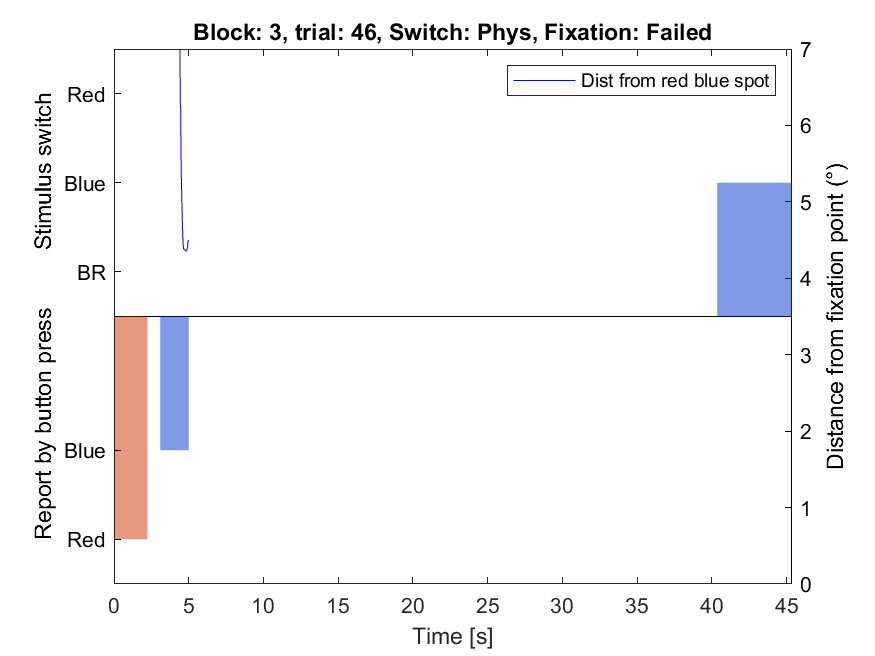 Block: 3, trial: 46, Switch: Phys, Fixation: Failed
Dist from red blue spot
Stimulus switch
Red
Blue
BR
Report by button press
Blue
Red
7
6
5
4
3
2
1
0
Distance from fixation point (°)
0 5 10 15 20 25 30 35 40 45
Time [s]